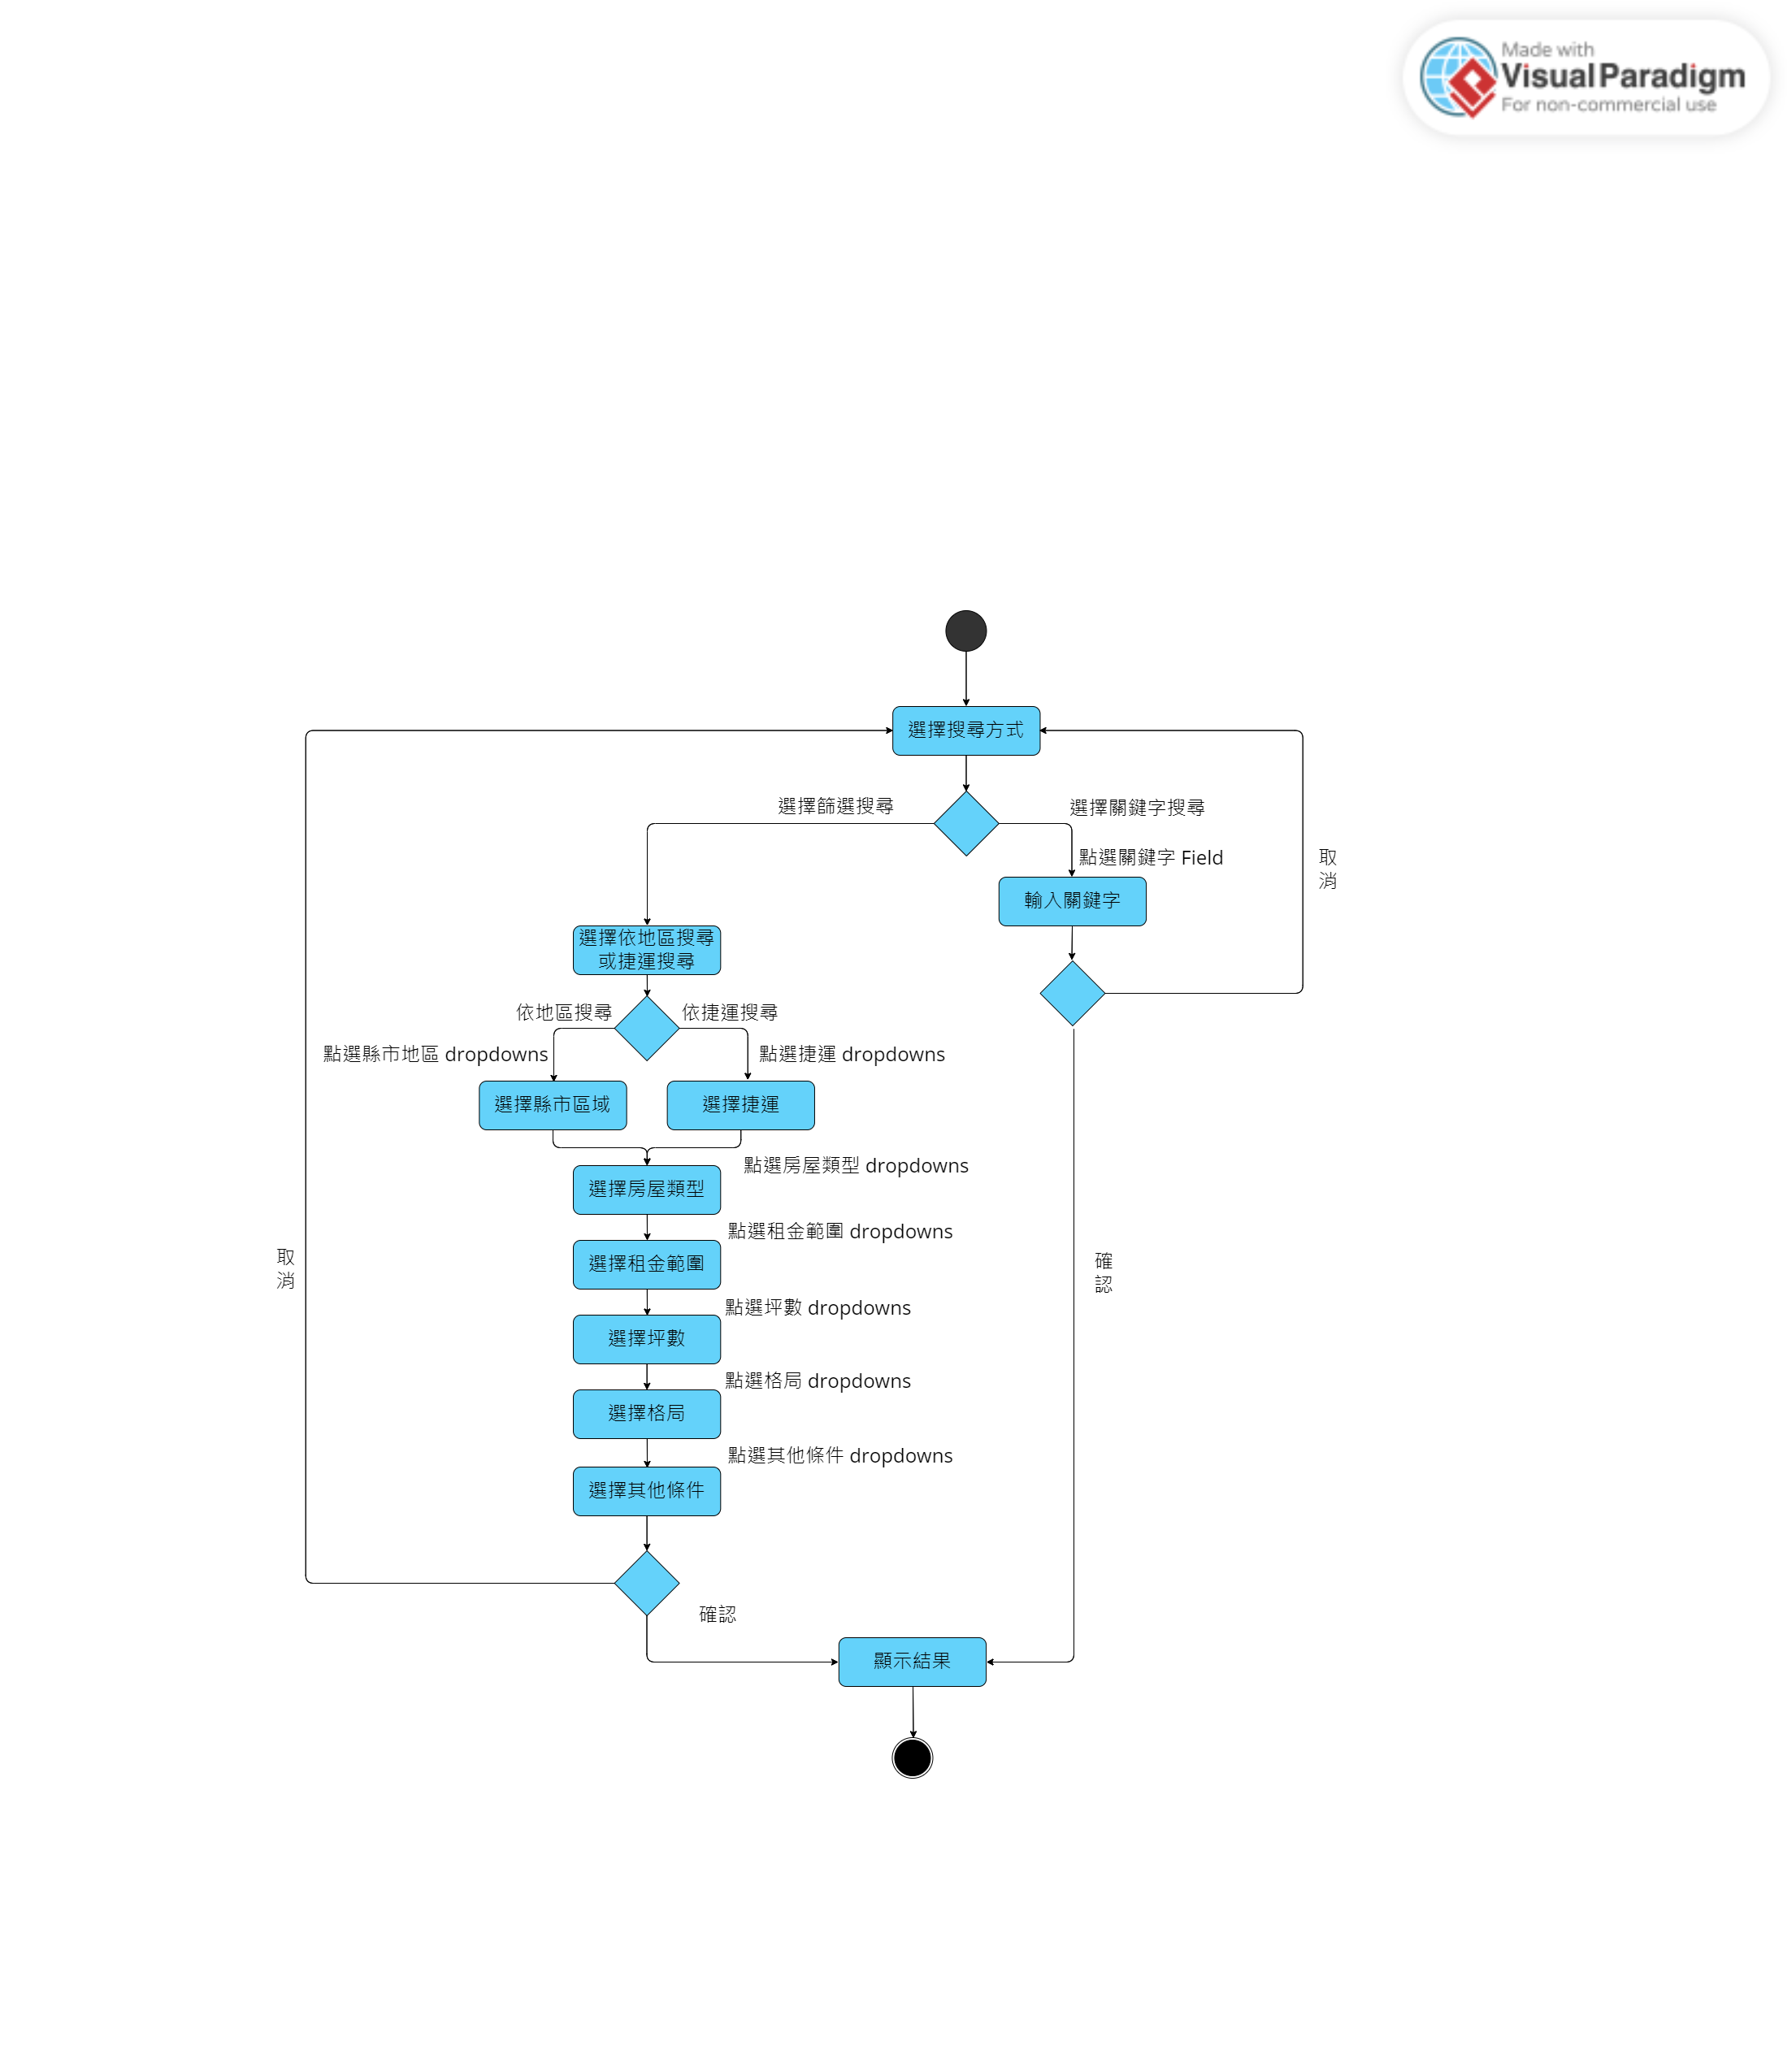 Made with
Visual Paradigm
For non-commercial use
選擇搜尋方式
選擇篩選搜尋
選擇關鍵字搜尋
點選關鍵字 Field
取
消
輸入關鍵字
選擇依地區搜尋
或捷運搜尋
依地區搜尋
依捷運搜尋
點選縣市地區 dropdowns
點選捷運 dropdowns
選擇縣市區域
選擇捷運
點選房屋類型 dropdowns
選擇房屋類型
點選租金範圍 dropdowns
取
消
選擇租金範圍
確
認
點選坪數 dropdowns
選擇坪數
點選格局 dropdowns
選擇格局
點選其他條件 dropdowns
選擇其他條件
確認
顯示結果